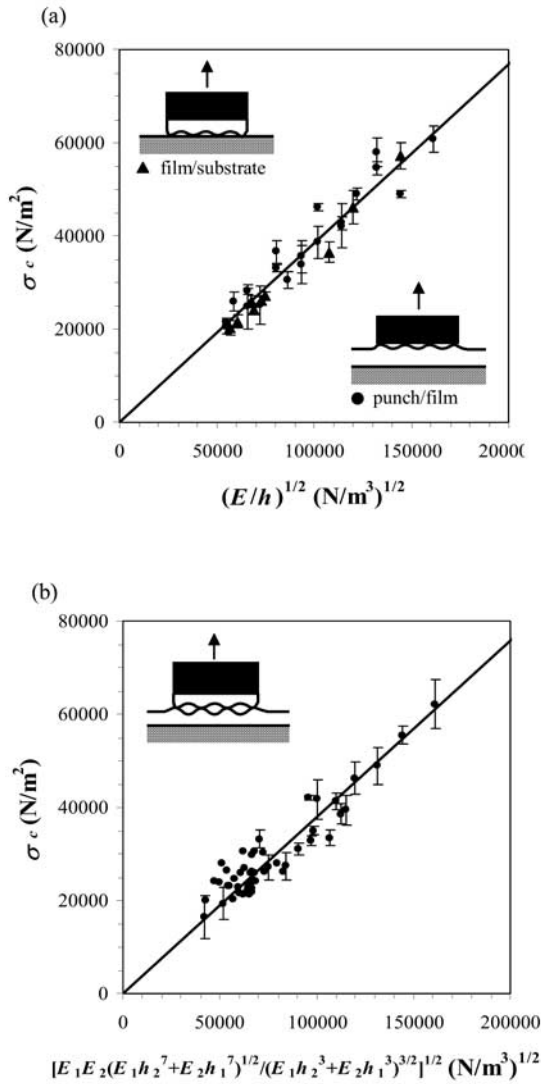 (a)
80000
60000
40000
20000
0
σ c (N/m²)
▲ film/substrate
● punch/film
0 50000 100000 150000 20000
(E/h)¹/² (N/m³)¹/²
(b)
80000
60000
40000
20000
0
σ c (N/m²)
0 50000 100000 150000 200000
[E₁E₂(E₁h₂⁷+E₂h₁⁷)¹/²/(E₁h₂³+E₂h₁³)³/²]¹/² (N/m³)¹/²